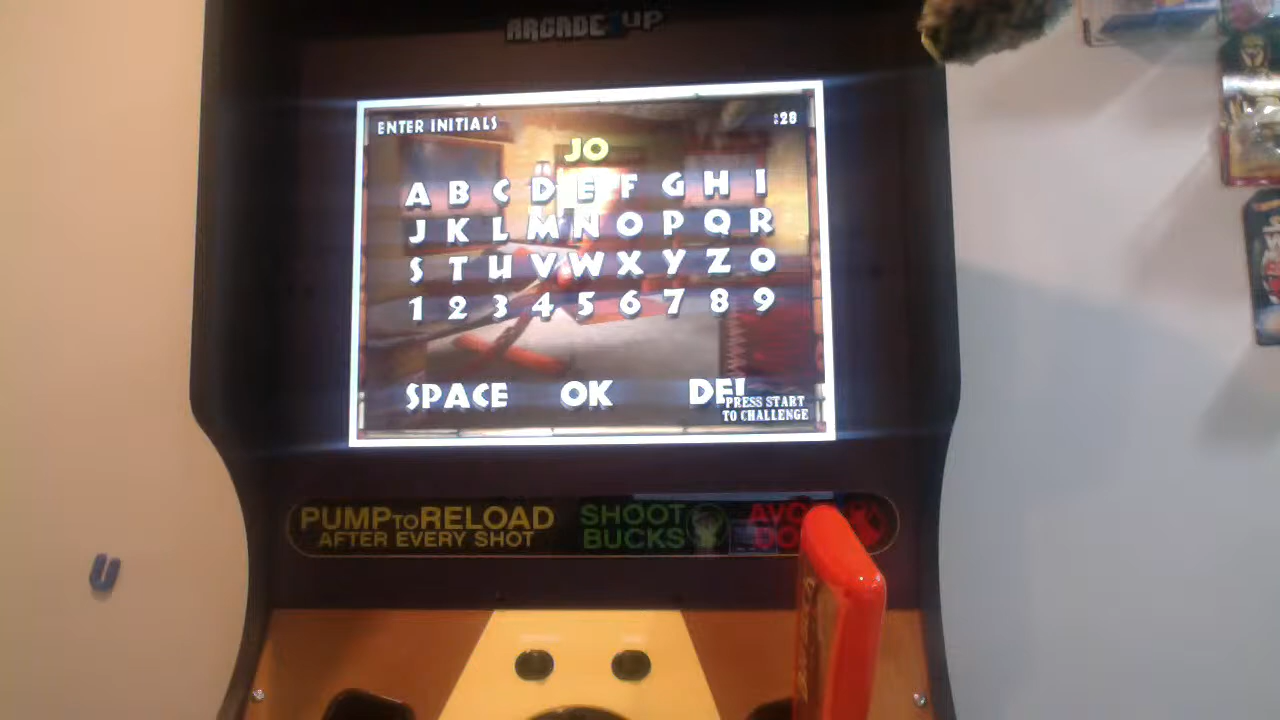 ARCADE1UP
ENTER INITIALS :28
JO
A B C D E F G H I
J K L M N O P Q R
S T U V W X Y Z 0
1 2 3 4 5 6 7 8 9
SPACE OK DEL
PRESS START
TO CHALLENGE
PUMP TO RELOAD
AFTER EVERY SHOT
SHOOT
BUCKS
U